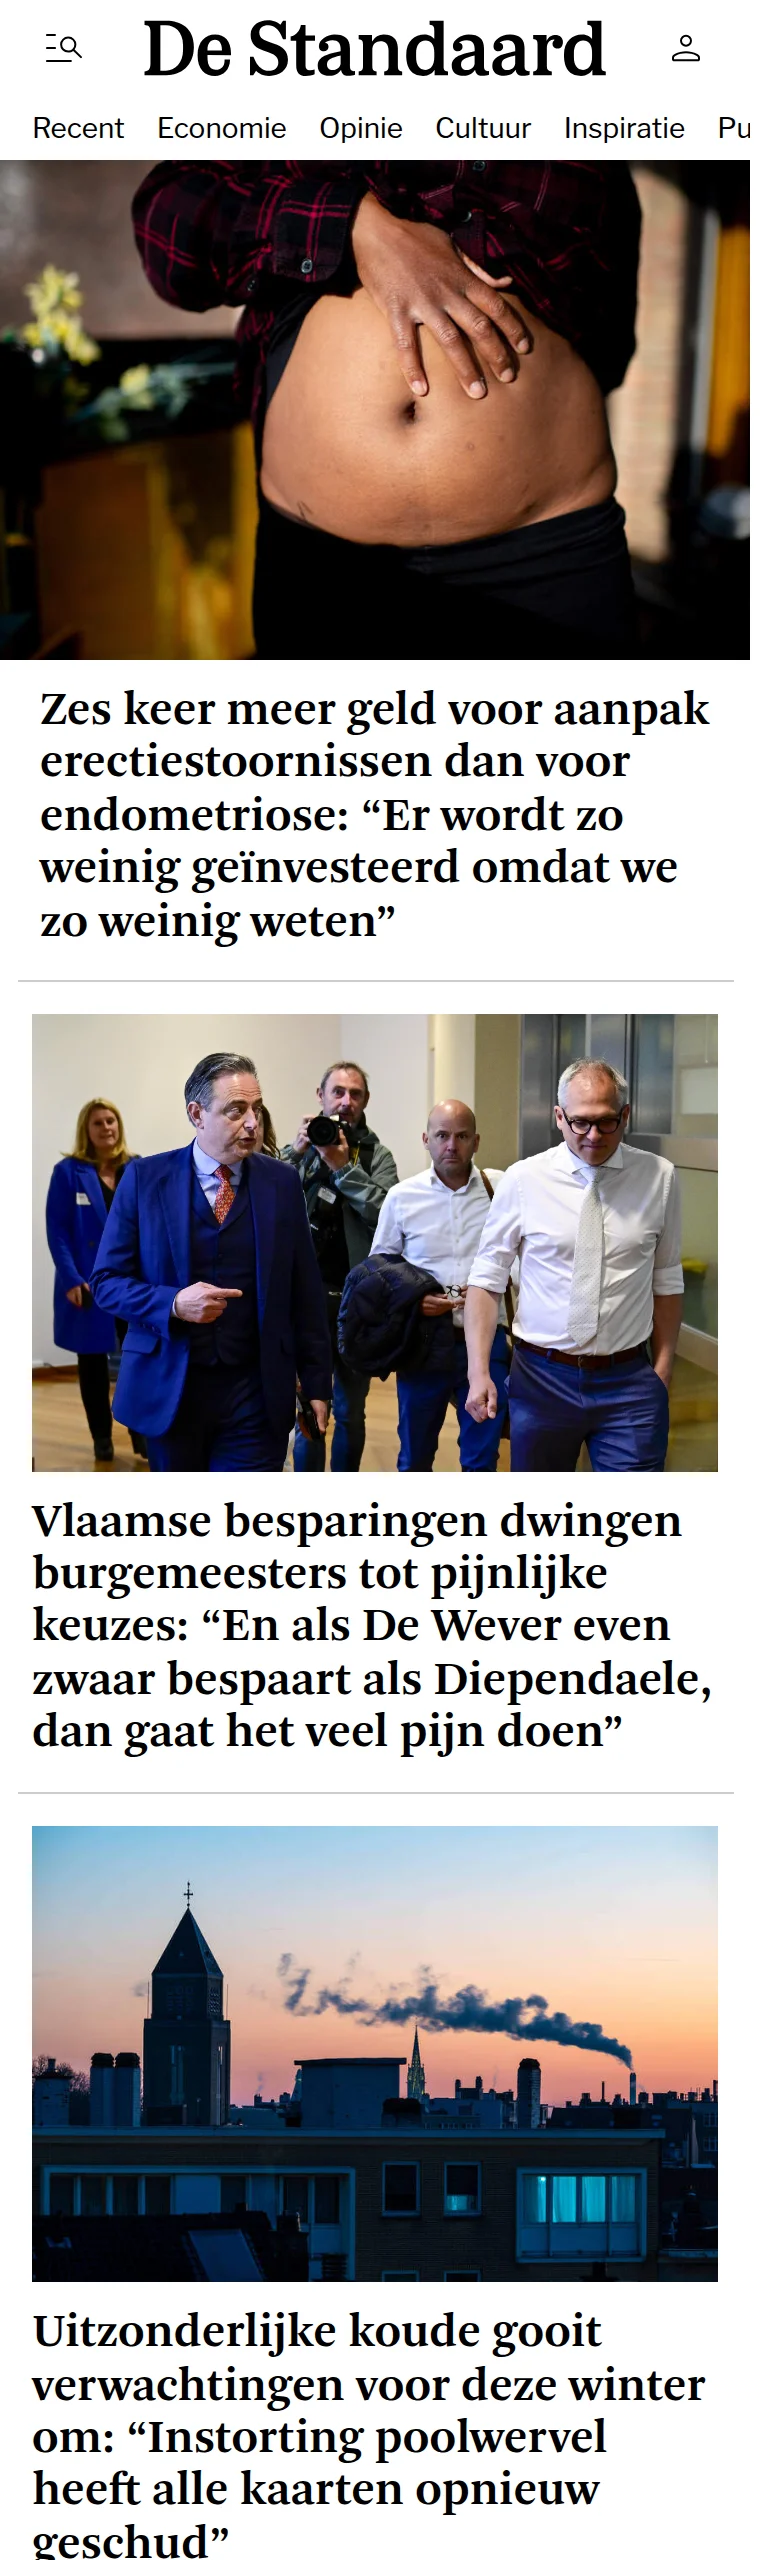 De Standaard
Recent Economie Opinie Cultuur Inspiratie Pu
Zes keer meer geld voor aanpak
erectiestoornissen dan voor
endometriose: “Er wordt zo
weinig geïnvesteerd omdat we
zo weinig weten”
Vlaamse besparingen dwingen
burgemeesters tot pijnlijke
keuzes: “En als De Wever even
zwaar bespaart als Diependaele,
dan gaat het veel pijn doen”
Uitzonderlijke koude gooit
verwachtingen voor deze winter
om: “Instorting poolwervel
heeft alle kaarten opnieuw
geschud”